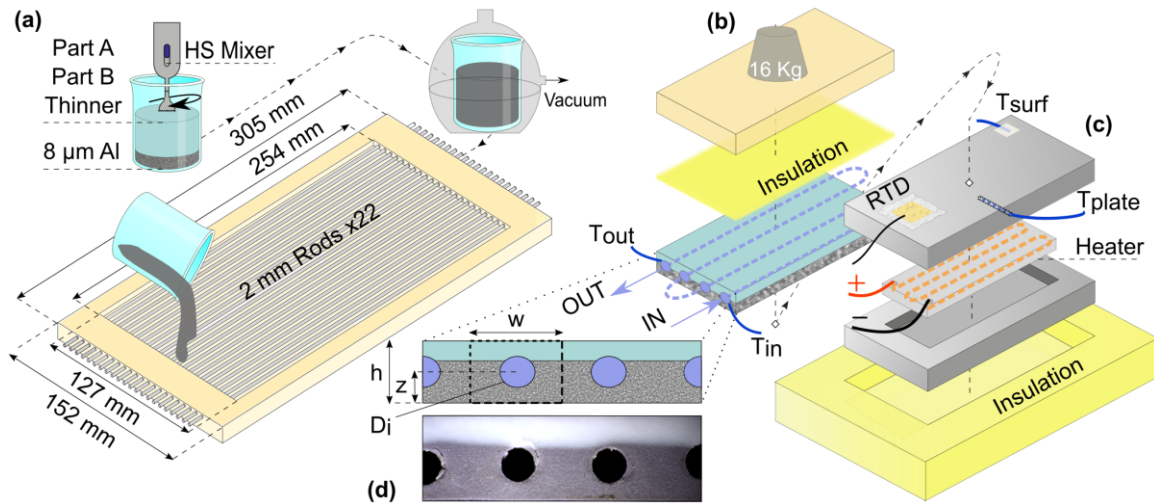 (a)
Part A
Part B
Thinner
8 μm Al
HS Mixer
Vacuum
305 mm
254 mm
2 mm Rods x22
127 mm
152 mm
(b)
16 Kg
Insulation
Tout
OUT
IN
Tin
(c)
Tsurf
RTD
Tplate
Heater
+
−
Insulation
w
h
z
Di
(d)